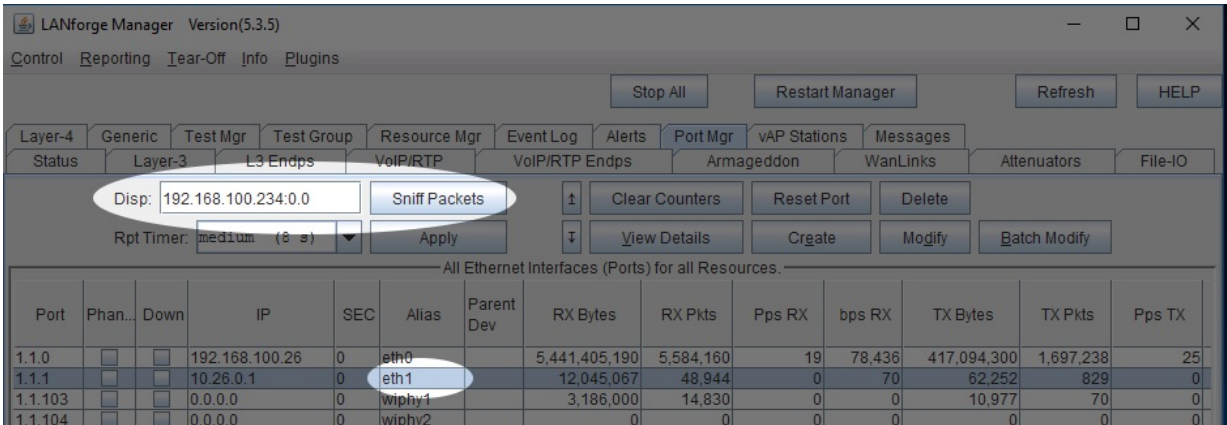 LANforge Manager Version(5.3.5)
Control Reporting Tear-Off Info Plugins
Stop All Restart Manager Refresh HELP
Layer-4 Generic Test Mgr Test Group Resource Mgr Event Log Alerts Port Mgr vAP Stations Messages
Status Layer-3 L3 Endps VoIP/RTP VoIP/RTP Endps Armageddon WanLinks Attenuators File-IO
Disp: 192.168.100.234:0.0 Sniff Packets Clear Counters Reset Port Delete
Rpt Timer: medium (8 s) Apply View Details Create Modify Batch Modify
All Ethernet Interfaces (Ports) for all Resources.
Port Phan... Down IP SEC Alias Parent Dev RX Bytes RX Pkts Pps RX bps RX TX Bytes TX Pkts Pps TX
1.1.0 192.168.100.26 0 eth0 5,441,405,190 5,584,160 19 78,436 417,094,300 1,697,238 25
1.1.1 10.26.0.1 0 eth1 12,045,067 48,944 0 70 62,252 829 0
1.1.103 0.0.0.0 0 wiphy1 3,186,000 14,830 0 0 10,977 70 0
1.1.104 0.0.0.0 0 wiphy2 0 0 0 0 0 0 0